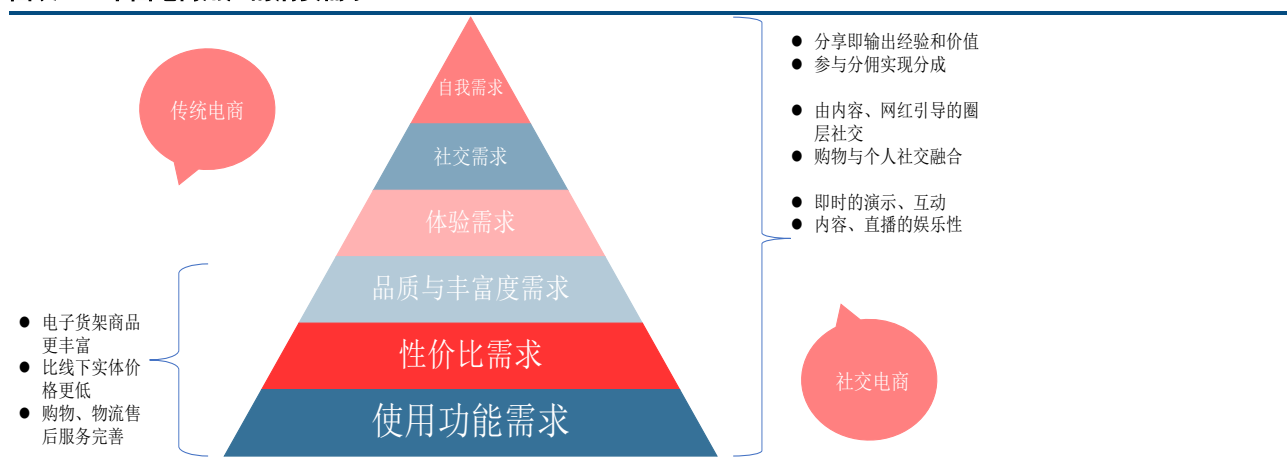 传统电商
自我需求
社交需求
体验需求
品质与丰富度需求
性价比需求
使用功能需求
● 电子货架商品
更丰富
● 比线下实体价
格更低
● 购物、物流售
后服务完善
● 分享即输出经验和价值
● 参与分佣实现分成
● 由内容、网红引导的圈
层社交
● 购物与个人社交融合
● 即时的演示、互动
● 内容、直播的娱乐性
社交电商